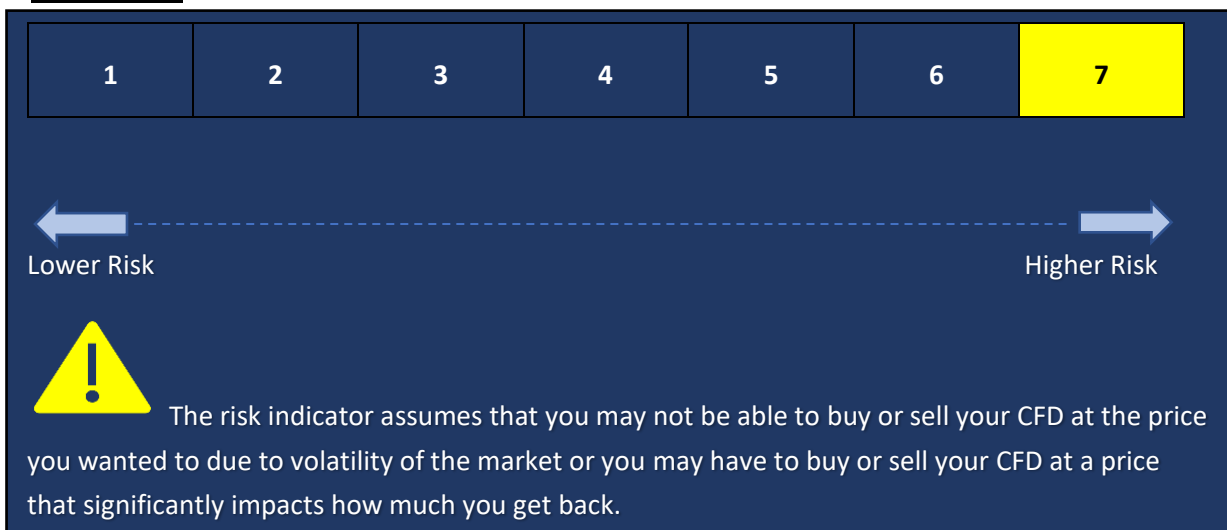 1 2 3 4 5 6 7
Lower Risk Higher Risk
! The risk indicator assumes that you may not be able to buy or sell your CFD at the price
you wanted to due to volatility of the market or you may have to buy or sell your CFD at a price
that significantly impacts how much you get back.